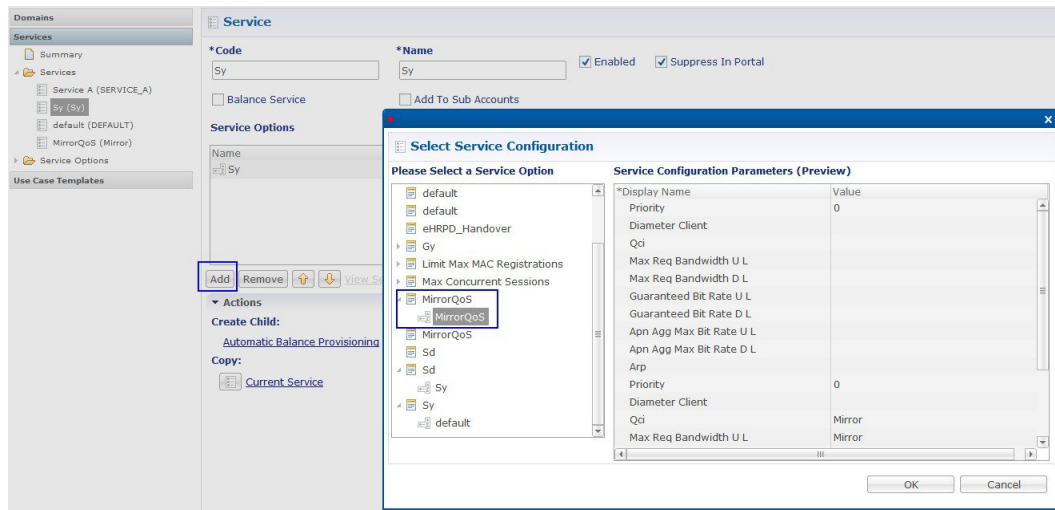 Domains
Services
Summary
Services
Service A (SERVICE_A)
Sy (Sy)
default (DEFAULT)
MirrorQoS (Mirror)
Service Options
Use Case Templates
Service
*Code
*Name
Sy
Sy
Enabled
Suppress In Portal
Balance Service
Add To Sub Accounts
Service Options
Name
Sy
Add
Remove
View Se
Actions
Create Child:
Automatic Balance Provisioning
Copy:
Current Service
x
Select Service Configuration
Please Select a Service Option
default
default
eHRPD_Handover
Gy
Limit Max MAC Registrations
Max Concurrent Sessions
MirrorQoS
MirrorQoS
MirrorQoS
Sd
Sd
Sy
Sy
default
Service Configuration Parameters (Preview)
*Display Name Value
Priority 0
Diameter Client
Qci
Max Req Bandwidth U L
Max Req Bandwidth D L
Guaranteed Bit Rate U L
Guaranteed Bit Rate D L
Apn Agg Max Bit Rate U L
Apn Agg Max Bit Rate D L
Arp
Priority 0
Diameter Client
Qci Mirror
Max Req Bandwidth U L Mirror
OK
Cancel